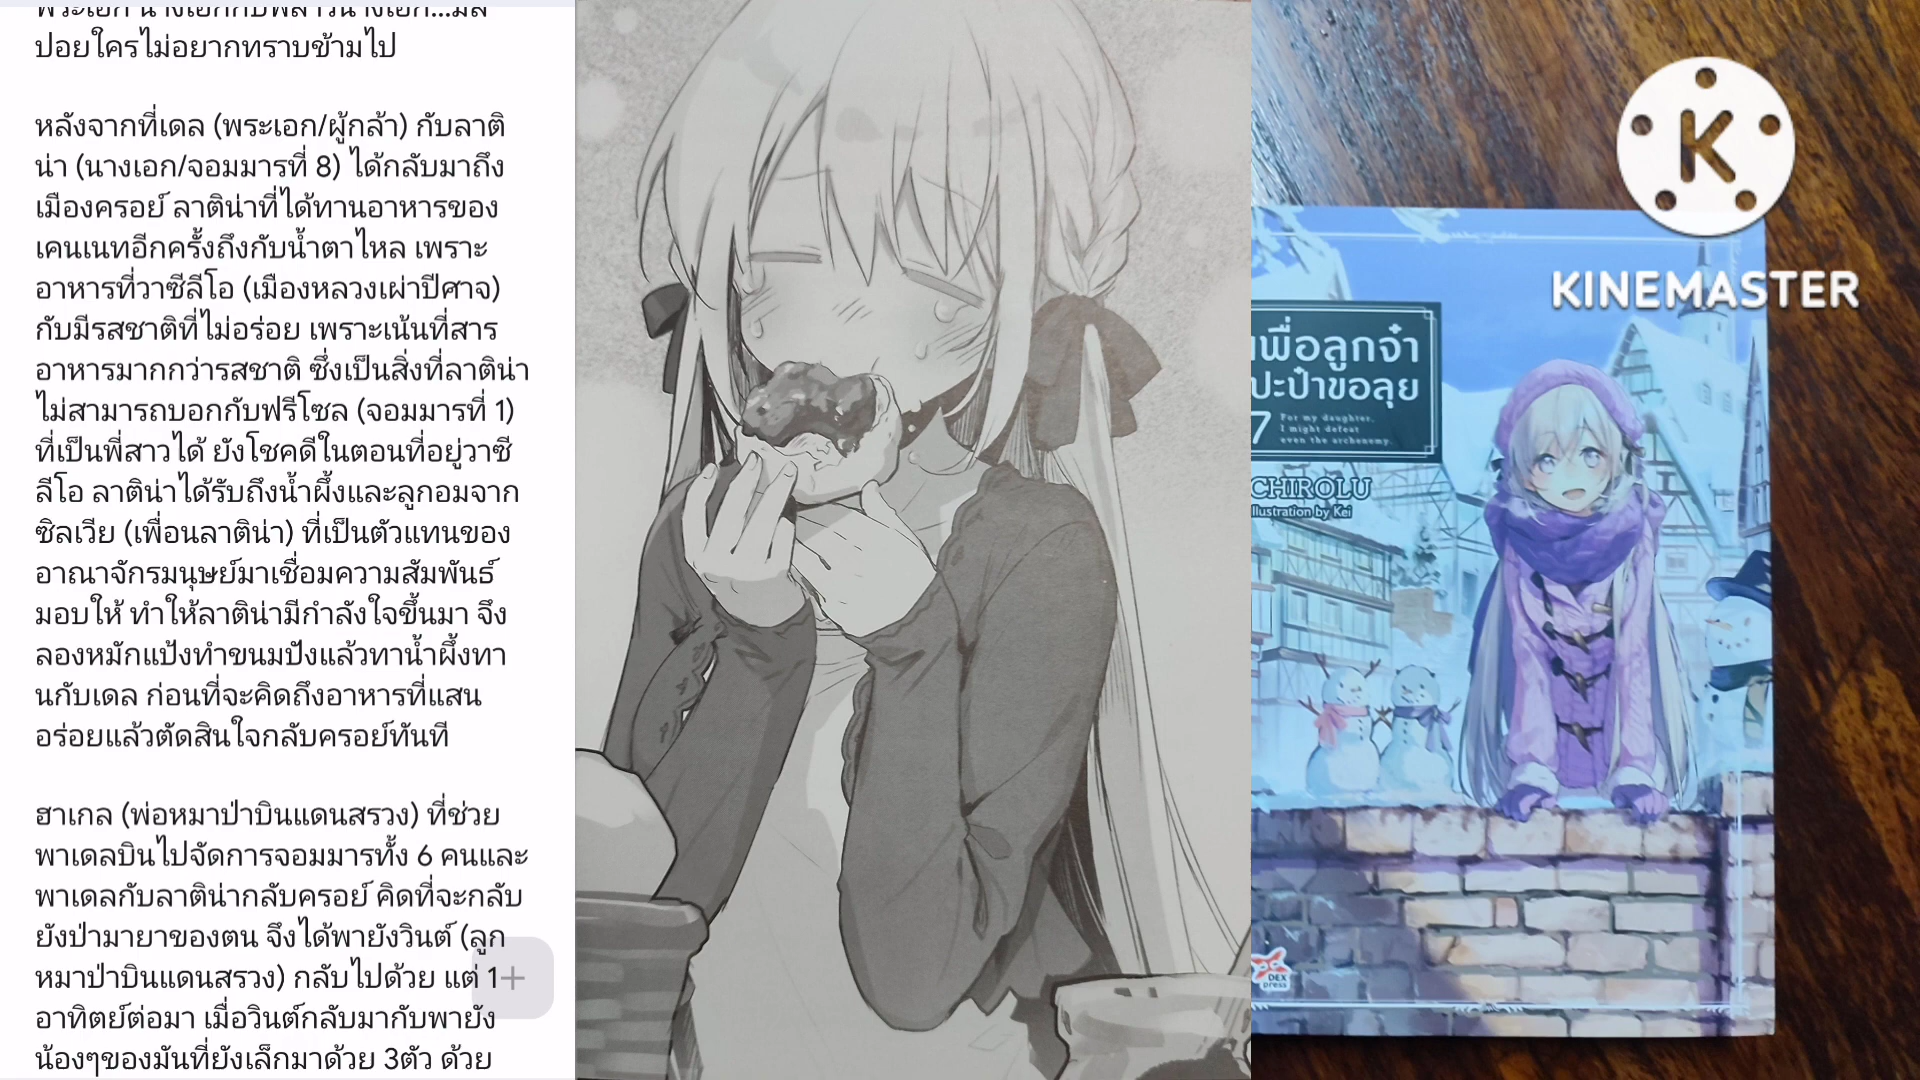 ปอยใครไม่อยากทราบข้ามไป
หลังจากที่เดล (พระเอก/ผู้กล้า) กับลาติ
น่า (นางเอก/จอมมารที่ 8) ได้กลับมาถึง
เมืองครอย์ ลาติน่าที่ได้ทานอาหารของ
เคนเนทอีกครั้งถึงกับน้ำตาไหล เพราะ
อาหารที่วาซีลีโอ (เมืองหลวงเผ่าปีศาจ)
กับมีรสชาติที่ไม่อร่อย เพราะเน้นที่สาร
อาหารมากกว่ารสชาติ ซึ่งเป็นสิ่งที่ลาติน่า
ไม่สามารถบอกกับฟรีโซล (จอมมารที่ 1)
ที่เป็นพี่สาวได้ ยังโชคดีในตอนที่อยู่วาซี
ลีโอ ลาติน่าได้รับถึงน้ำผึ้งและลูกอมจาก
ซิลเวีย (เพื่อนลาติน่า) ที่เป็นตัวแทนของ
อาณาจักรมนุษย์มาเชื่อมความสัมพันธ์
มอบให้ ทำให้ลาติน่ามีกำลังใจขึ้นมา จึง
ลองหมักแป้งทำขนมปังแล้วทาน้ำผึ้งทา
นกับเดล ก่อนที่จะคิดถึงอาหารที่แสน
อร่อยแล้วตัดสินใจกลับครอย์ทันที
ฮาเกล (พ่อหมาป่าบินแดนสรวง) ที่ช่วย
พาเดลบินไปจัดการจอมมารทั้ง 6 คนและ
พาเดลกับลาติน่ากลับครอย์ คิดที่จะกลับ
ยังป่ามายาของตน จึงได้พายังวินต์ (ลูก
หมาป่าบินแดนสรวง) กลับไปด้วย แต่ 1
อาทิตย์ต่อมา เมื่อวินต์กลับมากับพายัง
น้องๆของมันที่ยังเล็กมาด้วย 3ตัว ด้วย
KINEMASTER
เพื่อลูกจ๋า
ปะป๋าขอลุย
7
For my daughter,
I might defeat
even the archenemy.
CHIROLU
Illustration by Kei
DEX
press